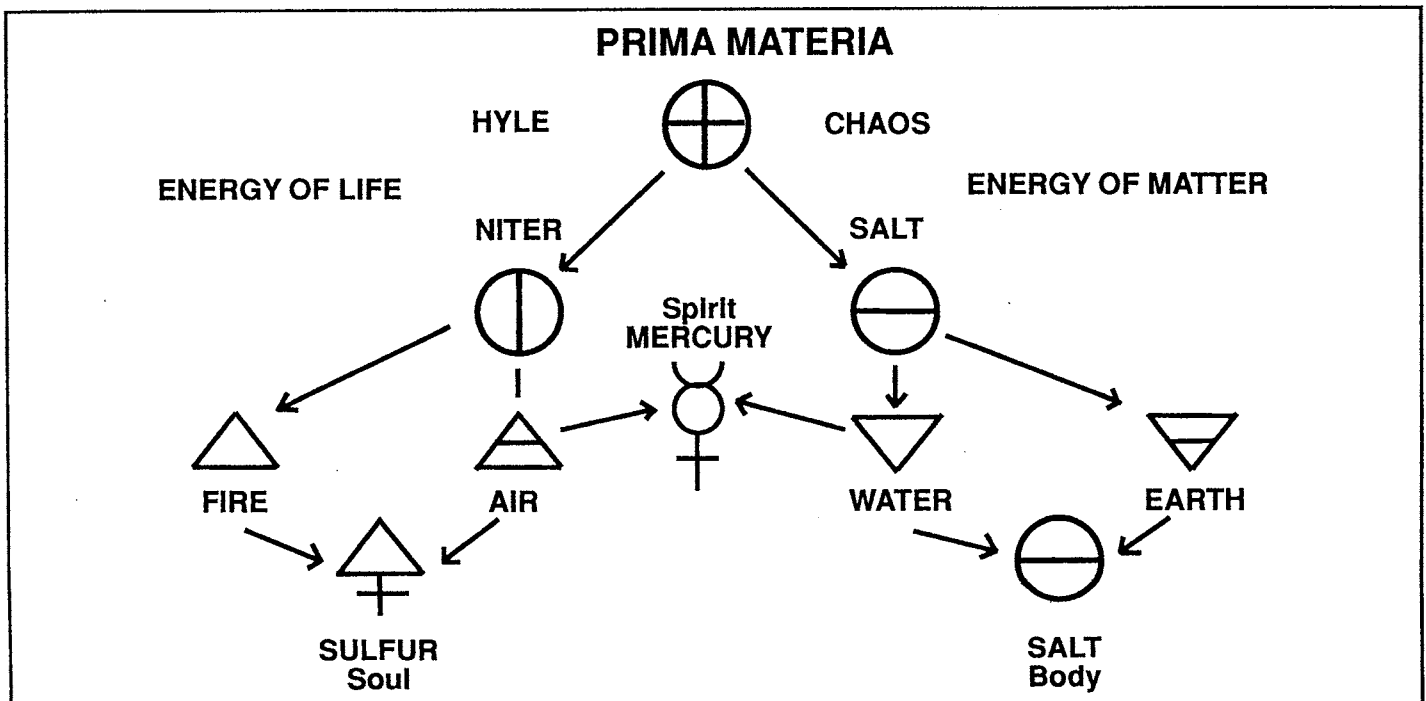 PRIMA MATERIA
HYLE
CHAOS
ENERGY OF LIFE
ENERGY OF MATTER
NITER
SALT
Spirit
MERCURY
FIRE
AIR
WATER
EARTH
SULFUR
Soul
SALT
Body